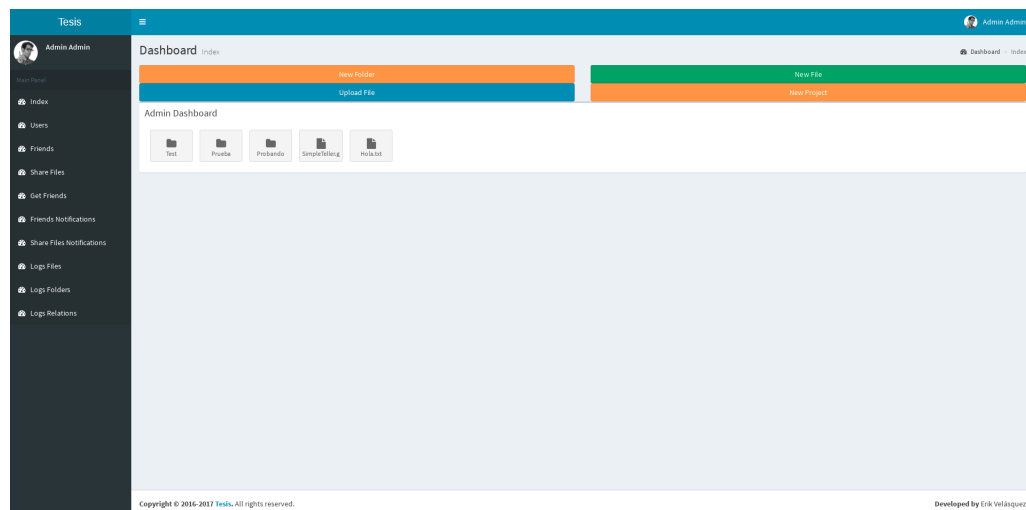 Tesis
Admin Admin
Admin Admin
Main Panel
Index
Users
Friends
Share Files
Get Friends
Friends Notifications
Share Files Notifications
Logs Files
Logs Folders
Logs Relations
Dashboard Index
Dashboard - Index
New Folder
New File
Upload File
New Project
Admin Dashboard
Test
Prueba
Probando
Hola.txt
Copyright © 2016-2017 Tesis. All rights reserved.
Developed by Erik Velásquez